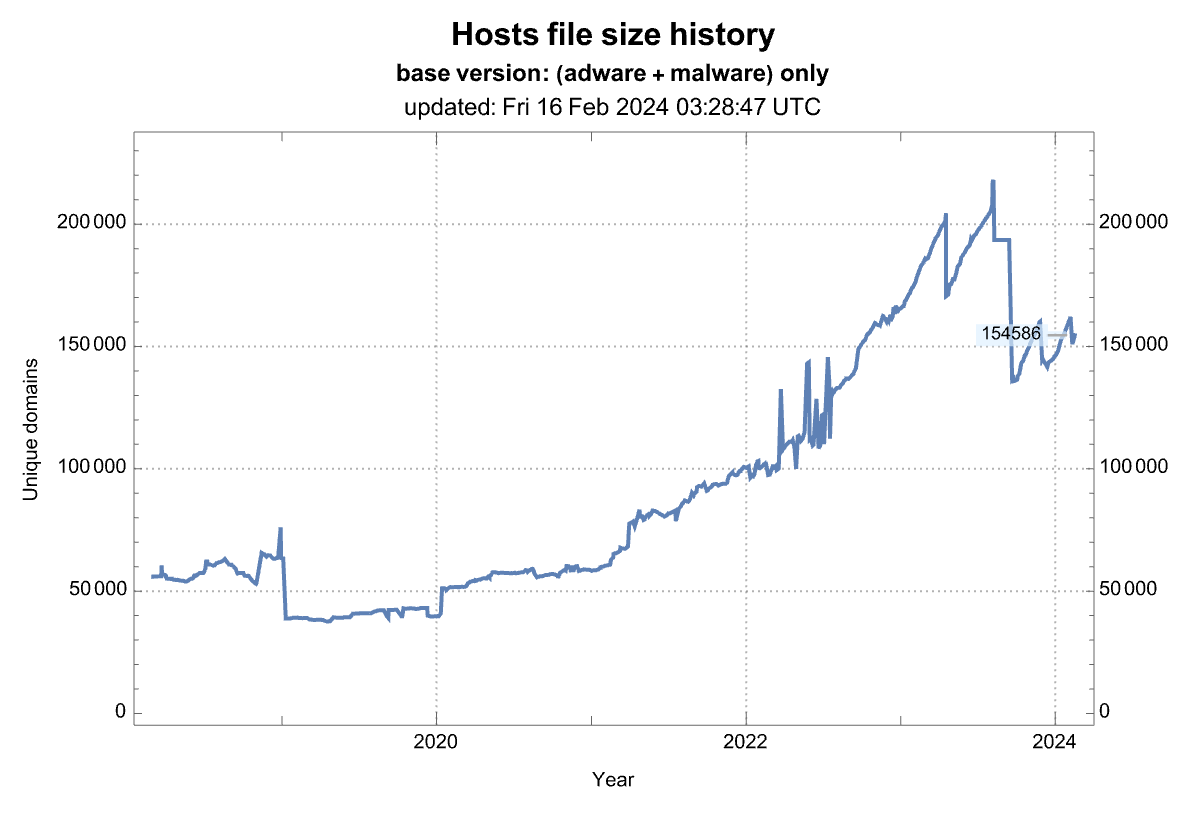 Hosts file size history
base version: (adware + malware) only
updated: Fri 16 Feb 2024 03:28:47 UTC
200 000
200 000
154586
150 000
150 000
Unique domains
100 000
100 000
50 000
50 000
0
0
2020
2022
2024
Year